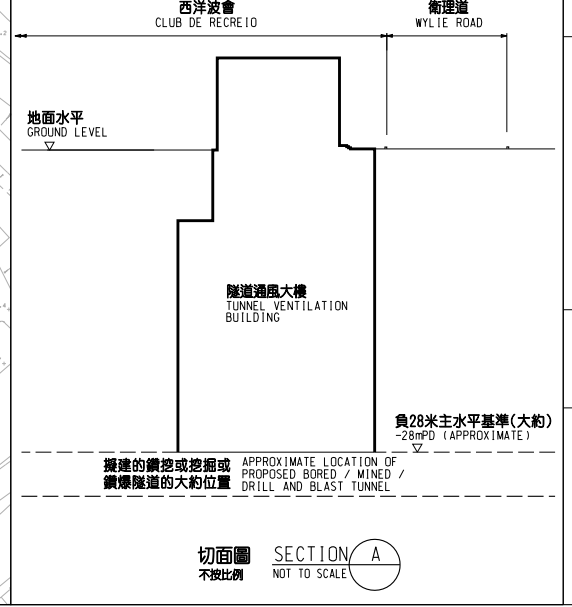 西洋波會
CLUB DE RECREIO
衛理道
WYLIE ROAD
地面水平
GROUND LEVEL
隧道通風大樓
TUNNEL VENTILATION
BUILDING
負28米主水平基準(大約)
-28mPD (APPROXIMATE)
擬建的鑽挖或挖掘或
鑽爆隧道的大約位置
APPROXIMATE LOCATION OF
PROPOSED BORED / MINED /
DRILL AND BLAST TUNNEL
切面圖
不按比例
SECTION A
NOT TO SCALE